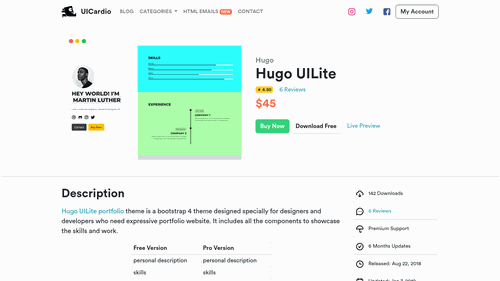 UICardio
BLOG
CATEGORIES
HTML EMAILS NEW
CONTACT
My Account
HEY WORLD! I'M
MARTIN LUTHER
SKILLS
EXPERIENCE
Hugo
Hugo UILite
4.50
6 Reviews
$45
Buy Now
Download Free
Live Preview
Description
Hugo UILite portfolio theme is a bootstrap 4 theme designed specially for designers and
developers who need expressive portfolio website. It includes all the components to showcase
the skills and work.
Free Version Pro Version
personal description personal description
skills skills
142 Downloads
6 Reviews
Premium Support
6 Months Updates
Released: Aug 22, 2018